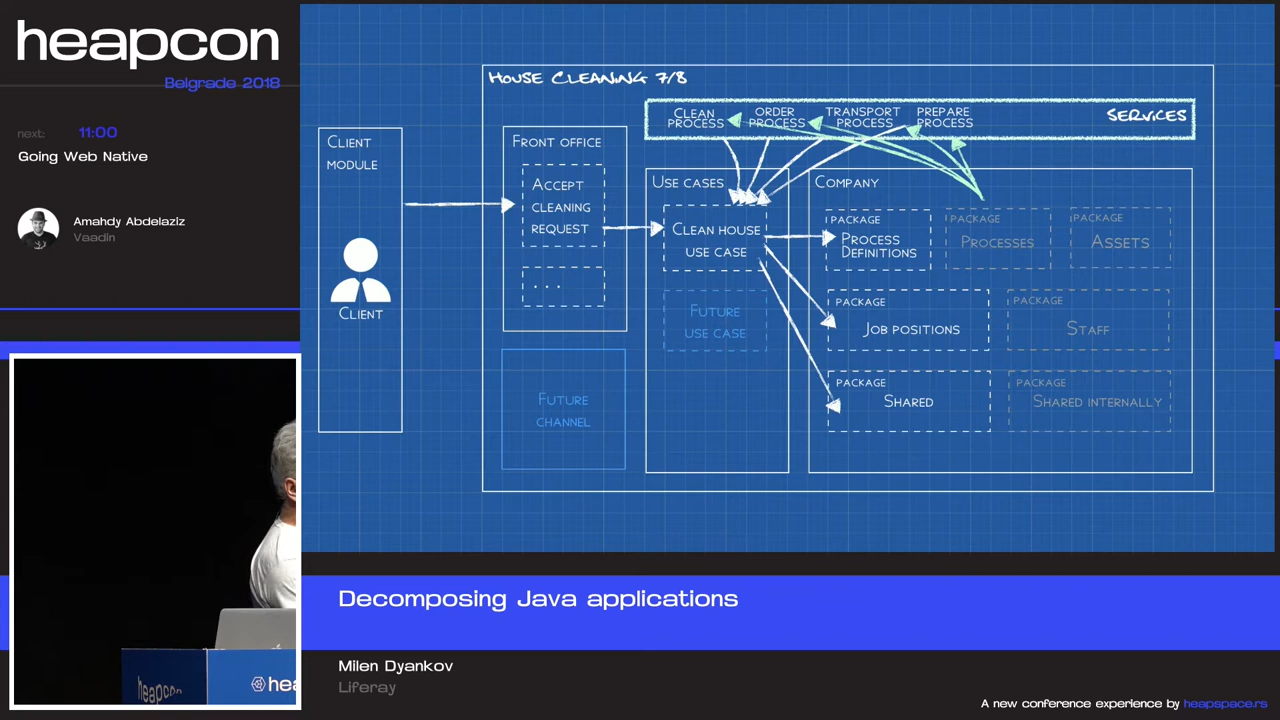 heapcon
Belgrade 2018
next: 11:00
Going Web Native
Amahdy Abdelaziz
Vaadin
HOUSE CLEANING 7/8
CLEAN PROCESS
ORDER PROCESS
TRANSPORT PROCESS
PREPARE PROCESS
SERVICES
CLIENT
MODULE
CLIENT
FRONT OFFICE
ACCEPT
CLEANING
REQUEST
...
FUTURE
CHANNEL
USE CASES
CLEAN HOUSE
USE CASE
FUTURE
USE CASE
COMPANY
PACKAGE
PROCESS
DEFINITIONS
PACKAGE
PROCESSES
PACKAGE
ASSETS
PACKAGE
JOB POSITIONS
PACKAGE
STAFF
PACKAGE
SHARED
PACKAGE
SHARED INTERNALLY
heapcon
hea
Decomposing Java applications
Milen Dyankov
Liferay
A new conference experience by heapspace.rs